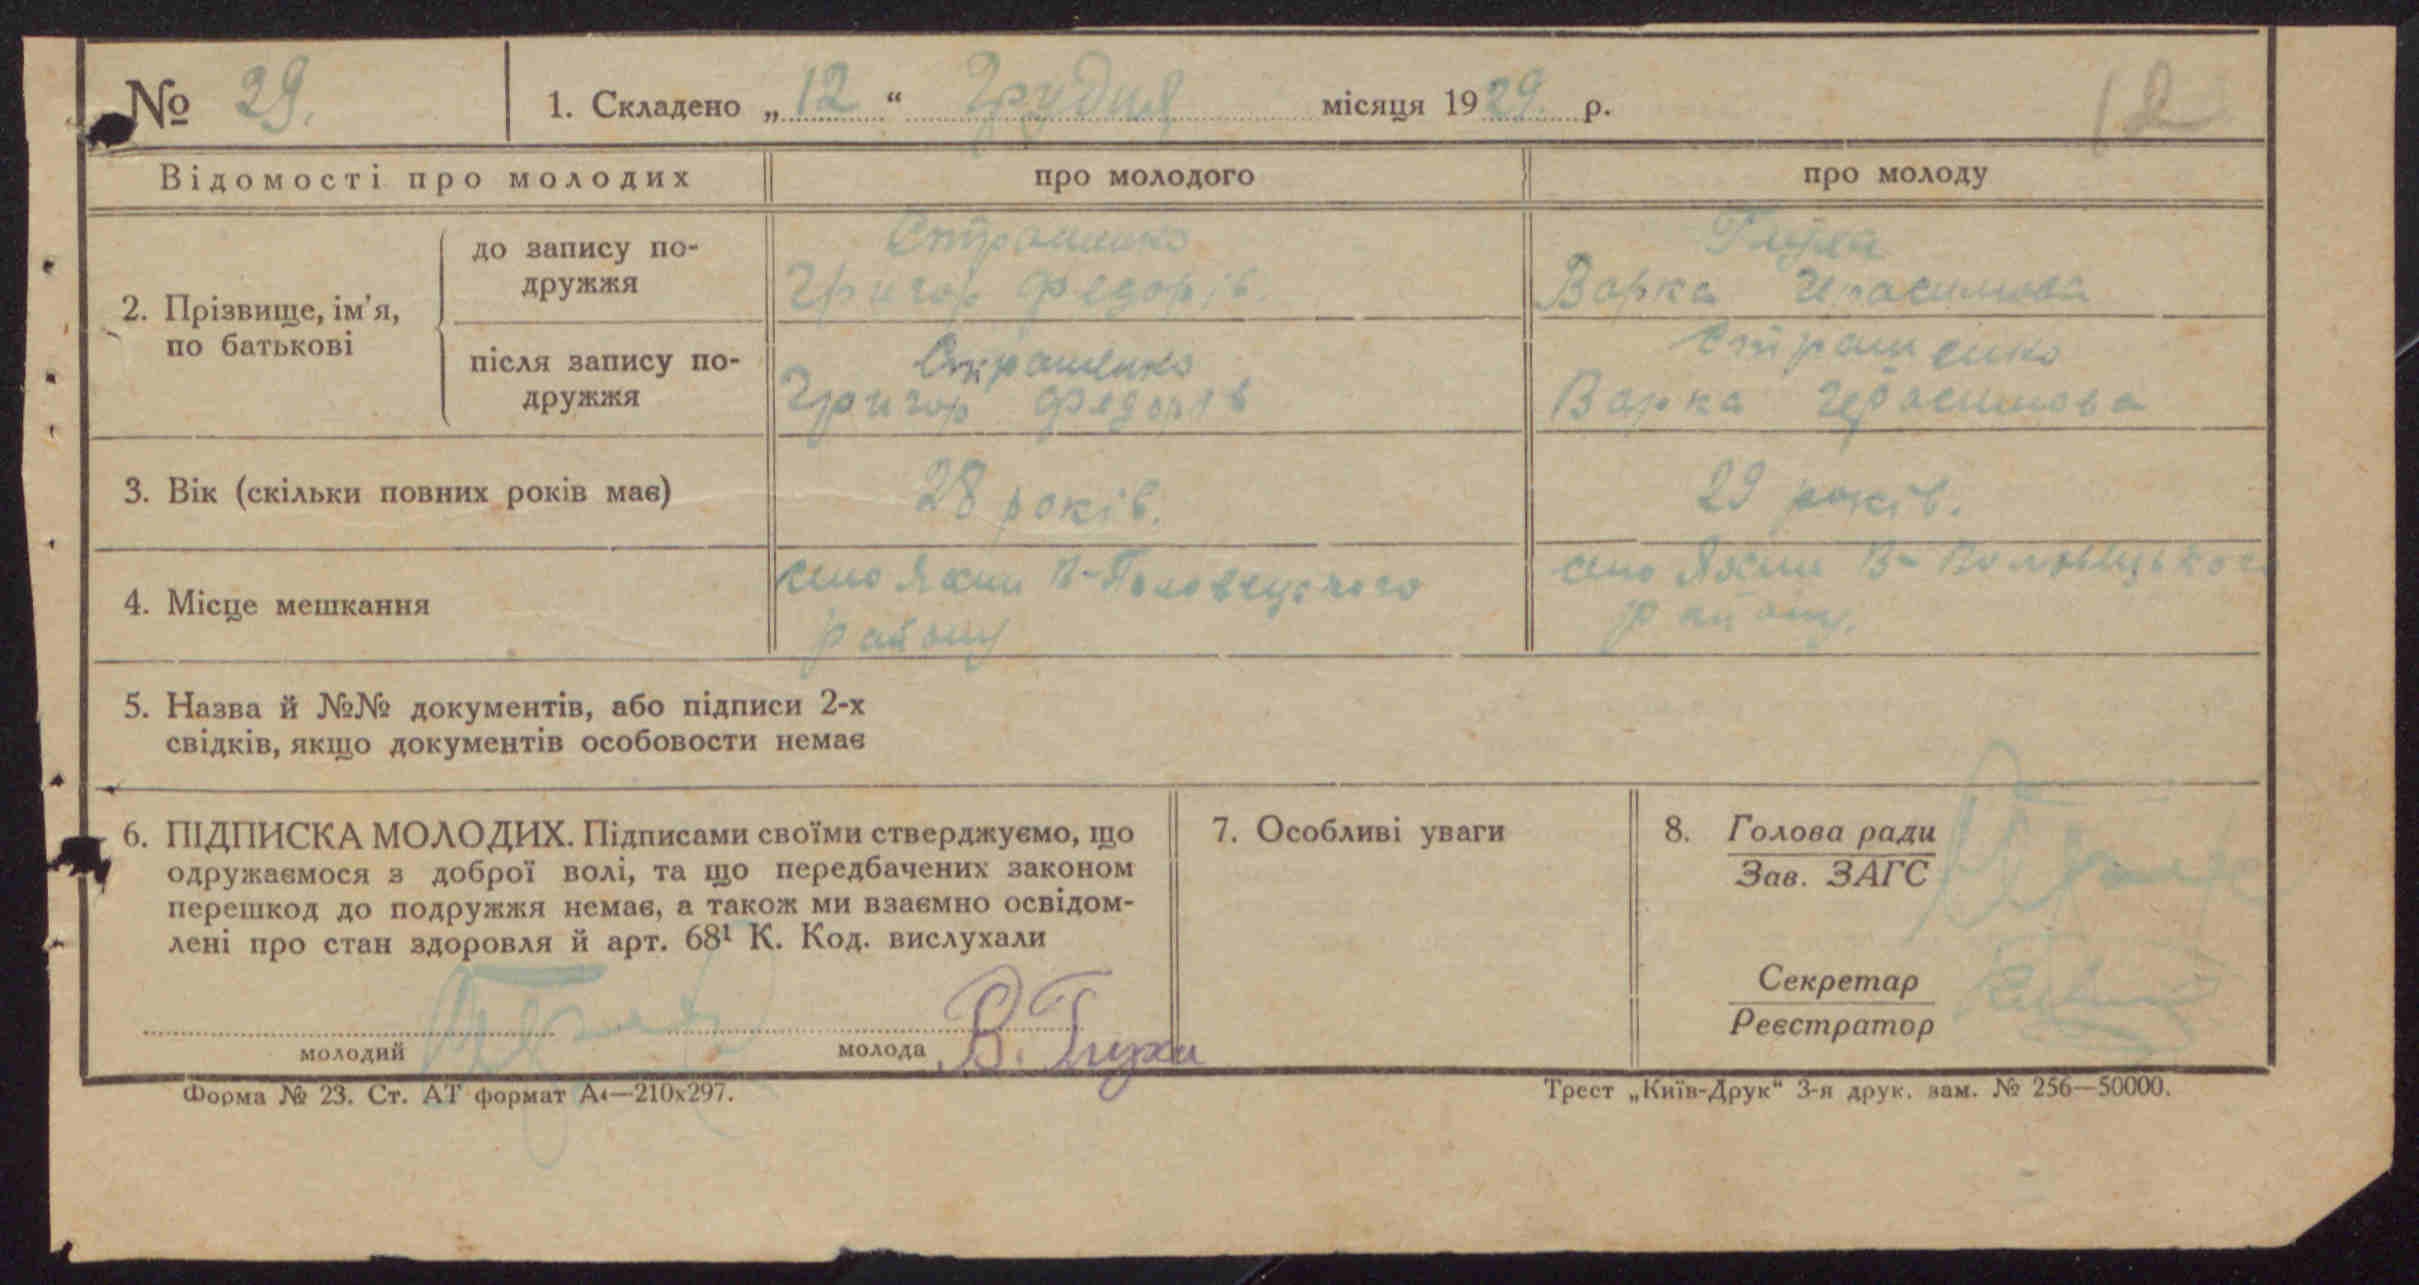 № 29. 1. Складено „12“ Грудня місяця 1929 р. 12
Відомості про молодих про молодого про молоду
2. Прізвище, ім’я, по батькові
до запису по-
дружжя
Страшенко
Григор Федорів.
Глуха
Варка Герасимова
після запису по-
дружжя
Страшенко
Григор Федорів
Страшенко
Варка Герасимова
3. Вік (скільки повних років має) 28 років. 29 років.
4. Місце мешкання
село Яхни В-Половецького
району
село Яхни В-Половецького
району.
5. Назва й №№ документів, або підписи 2-х
свідків, якщо документів особовости немає
6. ПІДПИСКА МОЛОДИХ. Підписами своїми стверджуємо, що
одружаємося з доброї волі, та що передбачених законом
перешкод до подружжя немає, а також ми взаємно освідом-
лені про стан здоровля й арт. 68¹ К. Код. вислухали
молодий
молода В. Глуха
7. Особливі уваги
8. Голова ради
Зав. ЗАГС
Секретар
Реєстратор
Форма № 23. Ст. АТ формат А4—210x297.
Трест „Київ-Друк“ 3-я друк. зам. № 256—50000.